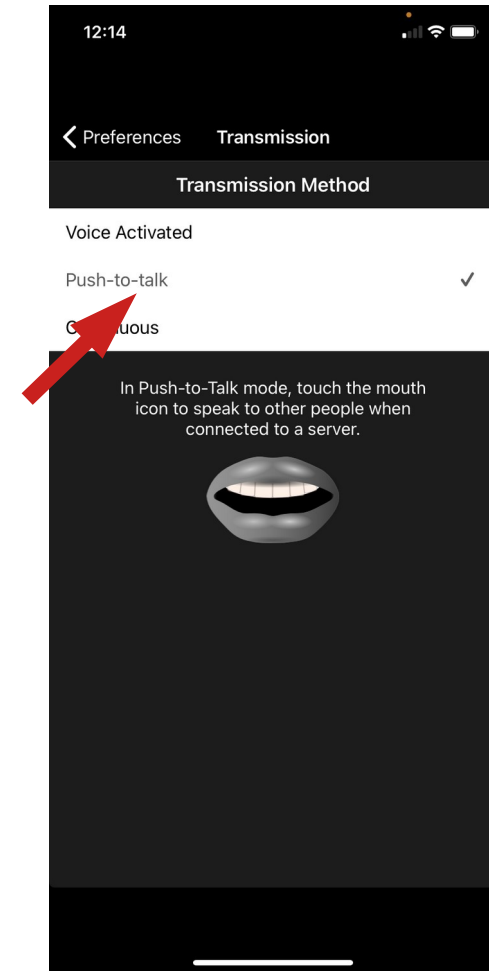 12:14
Preferences Transmission
Transmission Method
Voice Activated
Push-to-talk
In Push-to-Talk mode, touch the mouth
icon to speak to other people when
connected to a server.